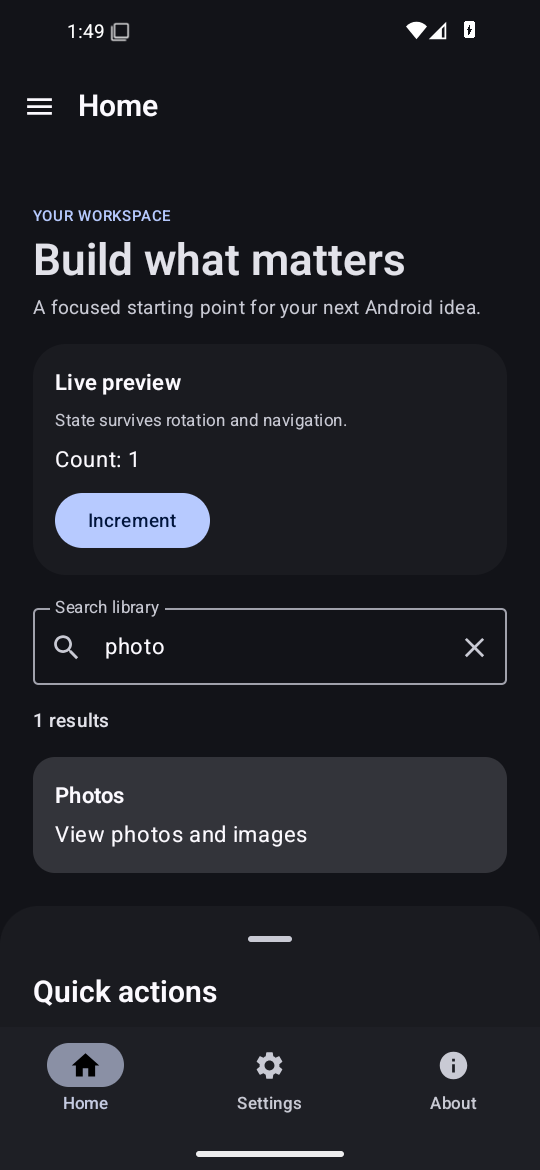 1:49
Home
YOUR WORKSPACE
Build what matters
A focused starting point for your next Android idea.
Live preview
State survives rotation and navigation.
Count: 1
Increment
Search library
photo
1 results
Photos
View photos and images
Quick actions
Home
Settings
About